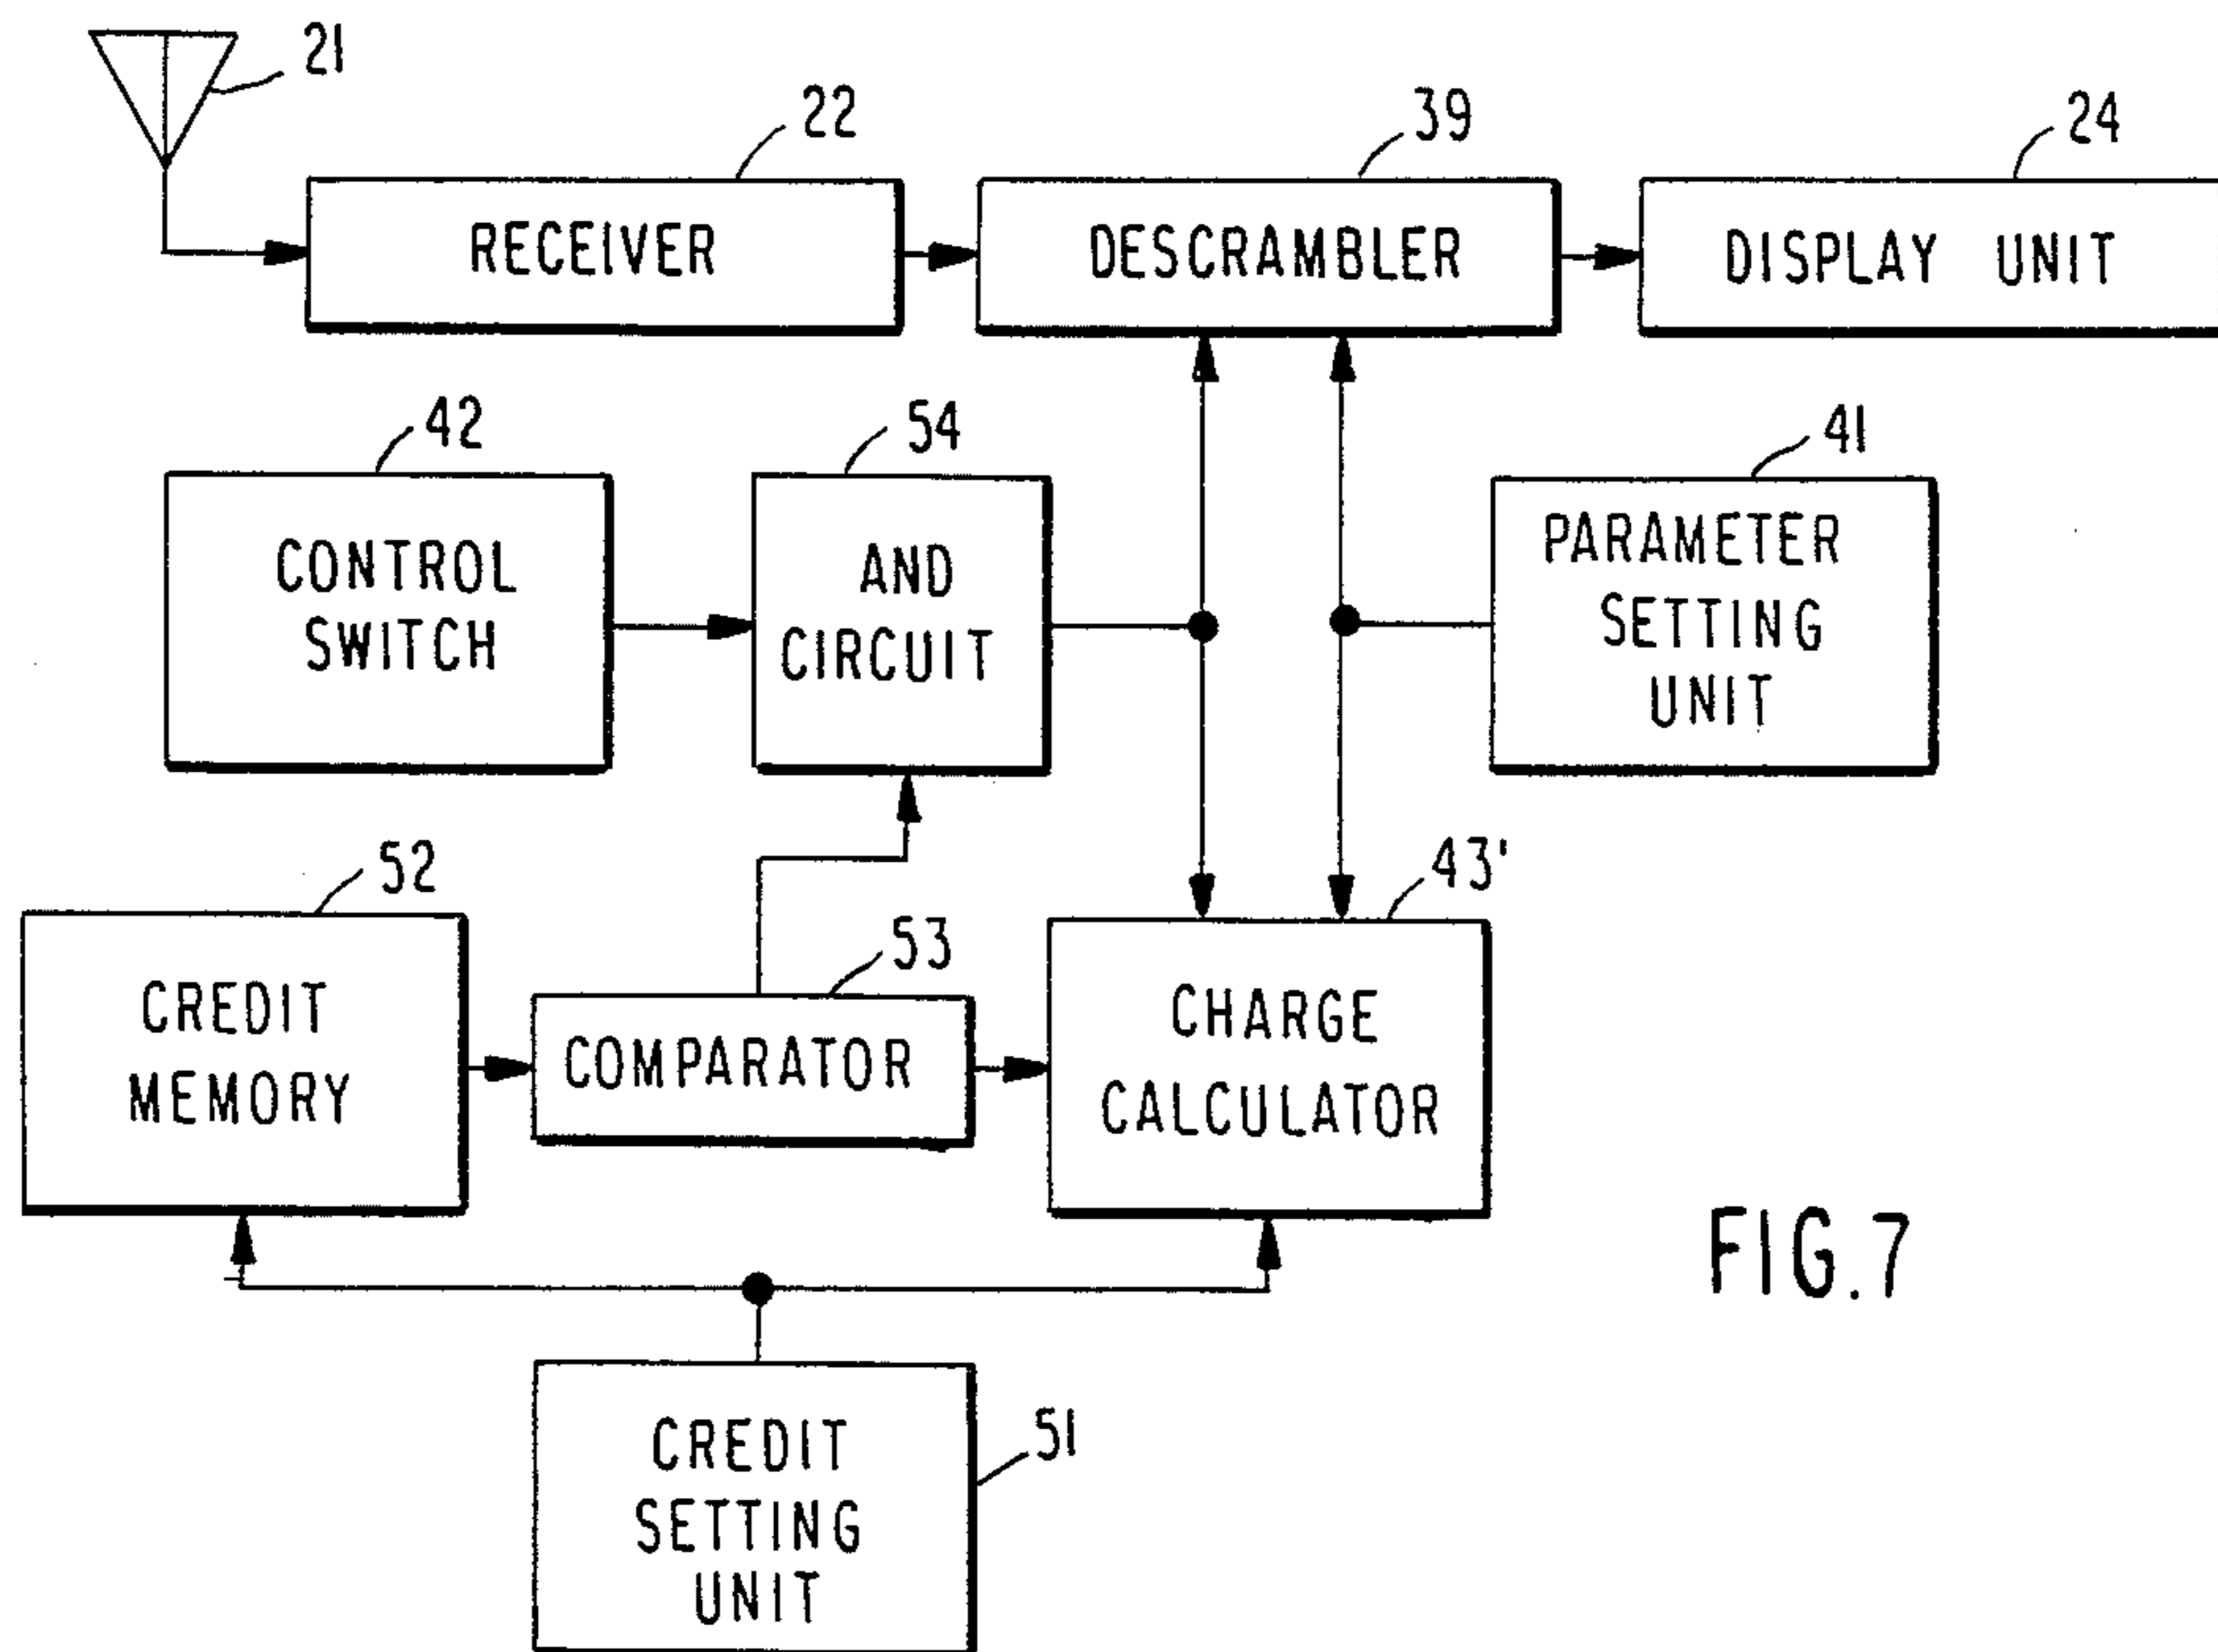 21
22
39
24
RECEIVER
DESCRAMBLER
DISPLAY UNIT
42
54
41
CONTROL
SWITCH
AND
CIRCUIT
PARAMETER
SETTING
UNIT
52
53
43'
CREDIT
MEMORY
COMPARATOR
CHARGE
CALCULATOR
FIG.7
51
CREDIT
SETTING
UNIT